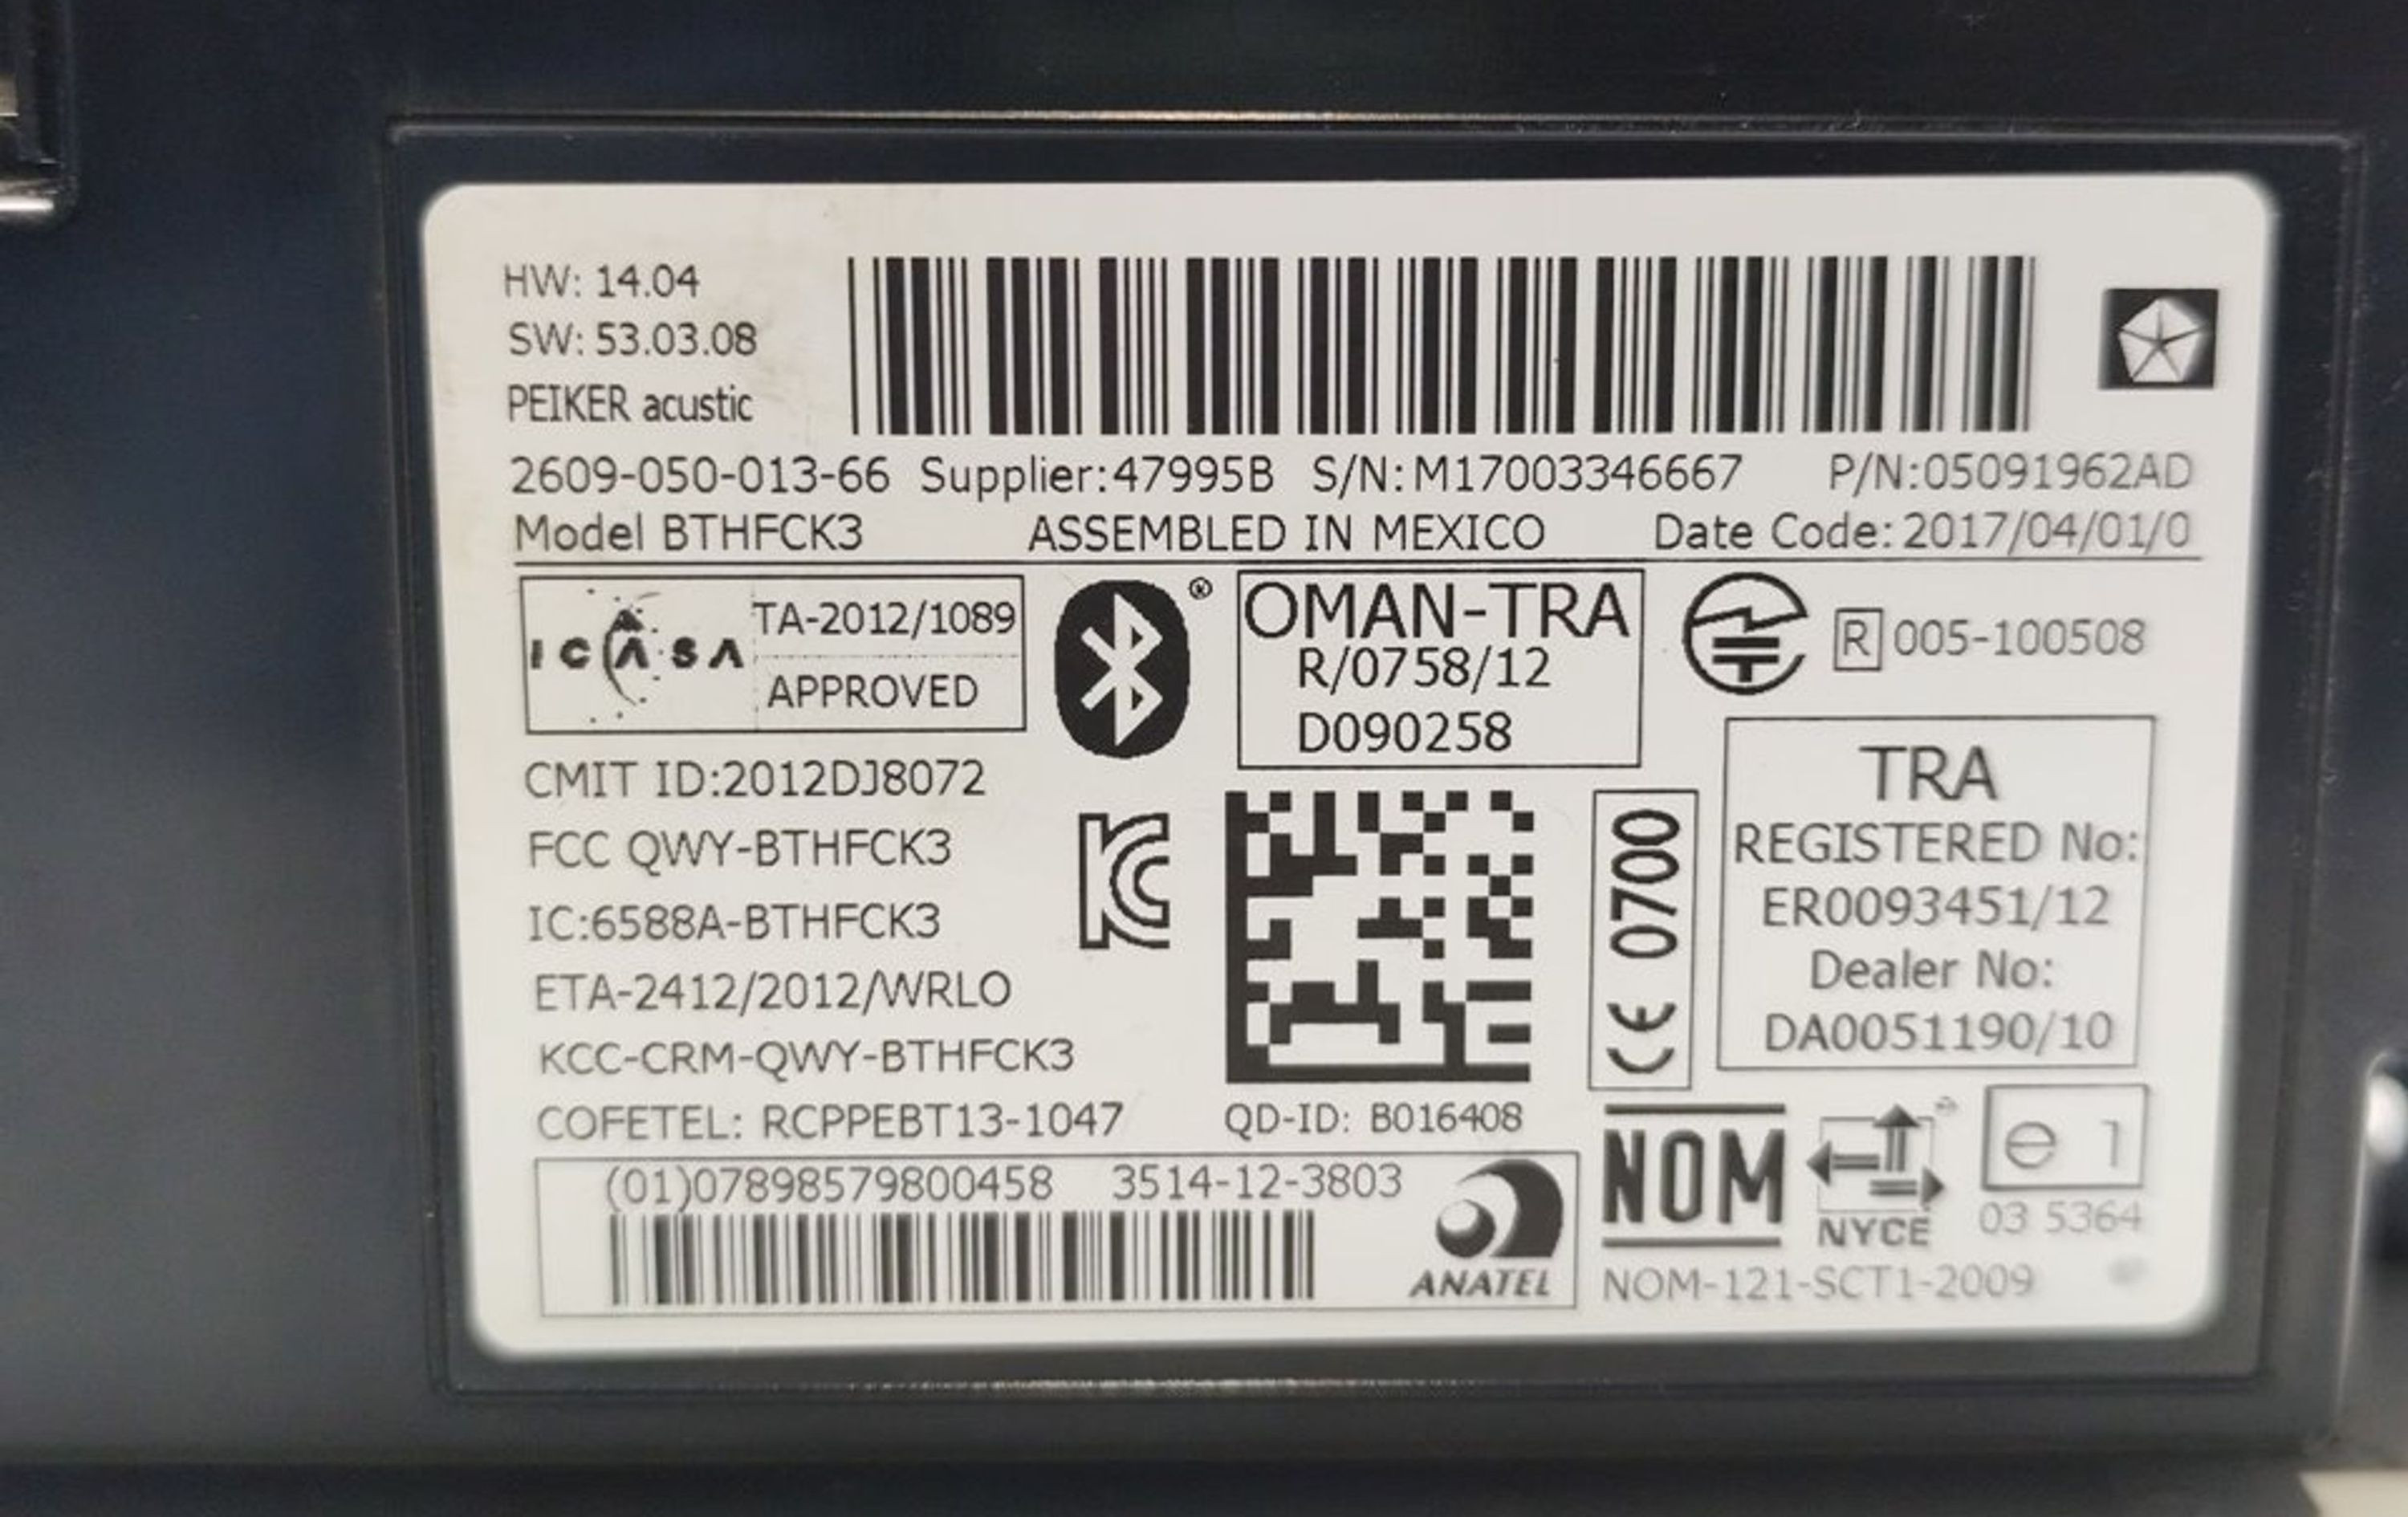 HW: 14.04
SW: 53.03.08
PEIKER acustic
2609-050-013-66 Supplier:47995B S/N:M17003346667 P/N:05091962AD
Model BTHFCK3 ASSEMBLED IN MEXICO Date Code:2017/04/01/0
ICASA TA-2012/1089
APPROVED
®
OMAN-TRA
R/0758/12
D090258
R 005-100508
CMIT ID:2012DJ8072
FCC QWY-BTHFCK3
IC:6588A-BTHFCK3
ETA-2412/2012/WRLO
KCC-CRM-QWY-BTHFCK3
COFETEL: RCPPEBT13-1047
QD-ID: B016408
CE 0700
TRA
REGISTERED No:
ER0093451/12
Dealer No:
DA0051190/10
(01)07898579800458 3514-12-3803
ANATEL
NOM
NYCE
e 1
03 5364
NOM-121-SCT1-2009